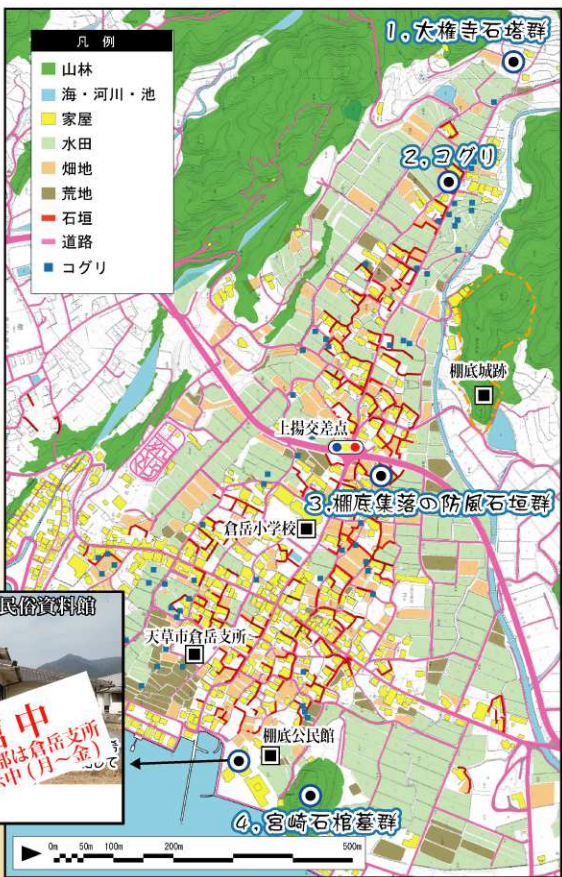 凡例
山林
海・河川・池
家屋
水田
畑地
荒地
石垣
道路
コグリ
1.大権寺石塔群
2.コグリ
棚底城跡
上揚交差点
3.棚底集落の防風石垣群
倉岳小学校
天草市倉岳支所
民俗資料館
中
部は倉岳支所
中(月~金)
して
棚底公民館
4.宮崎石棺墓群
0m 50m 100m 200m 500m